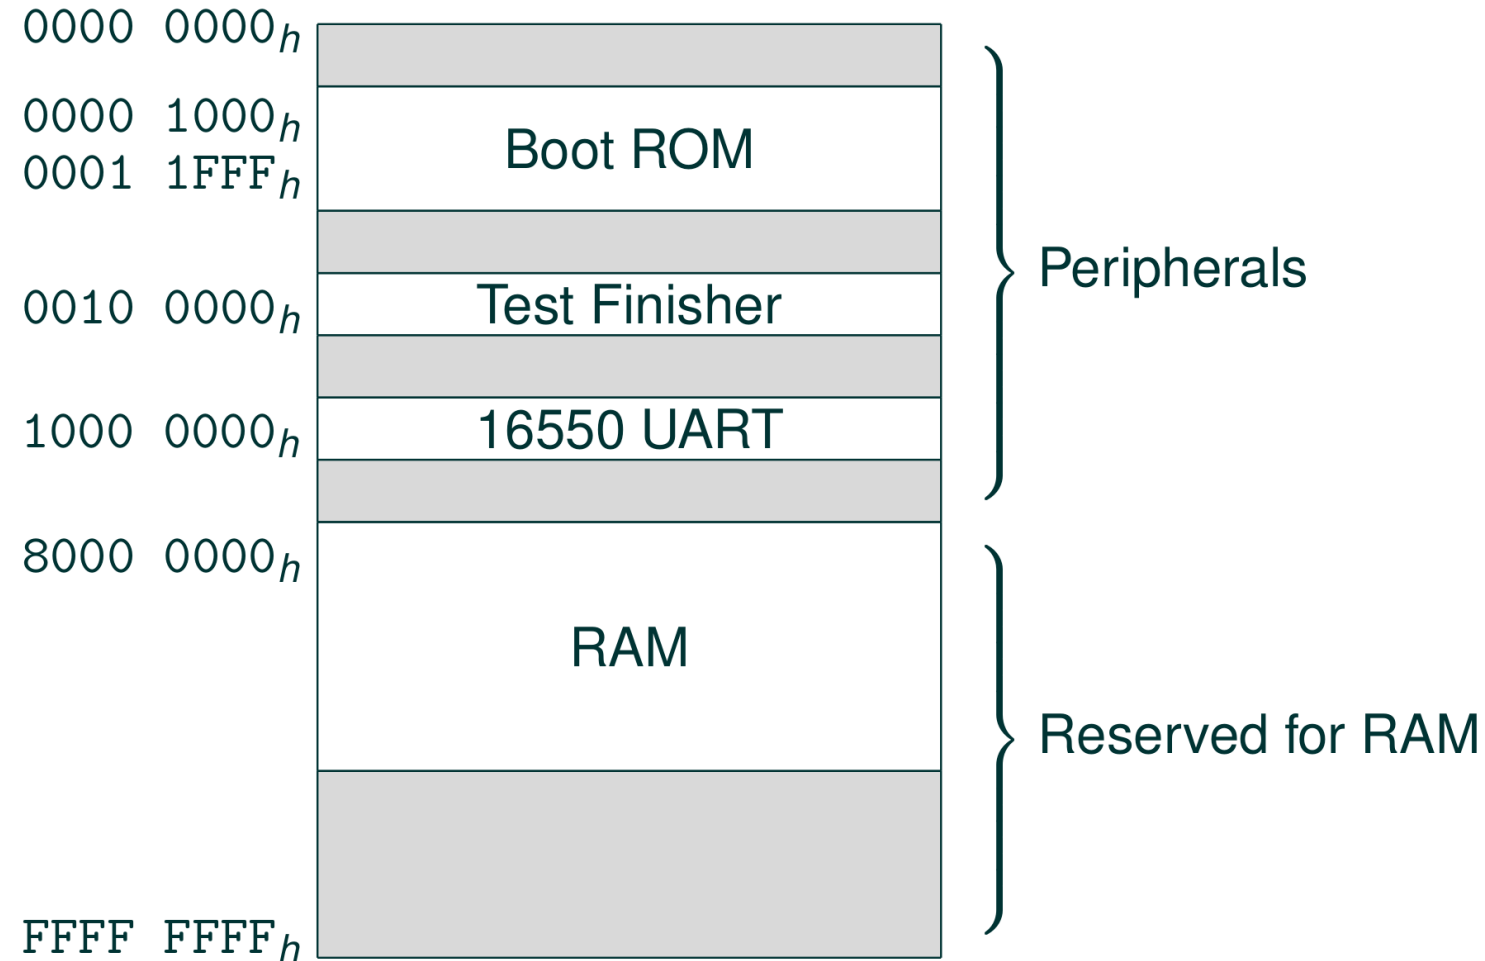 0000 0000h
0000 1000h
Boot ROM
0001 1FFFh
Peripherals
0010 0000h
Test Finisher
1000 0000h
16550 UART
8000 0000h
RAM
Reserved for RAM
FFFF FFFFh